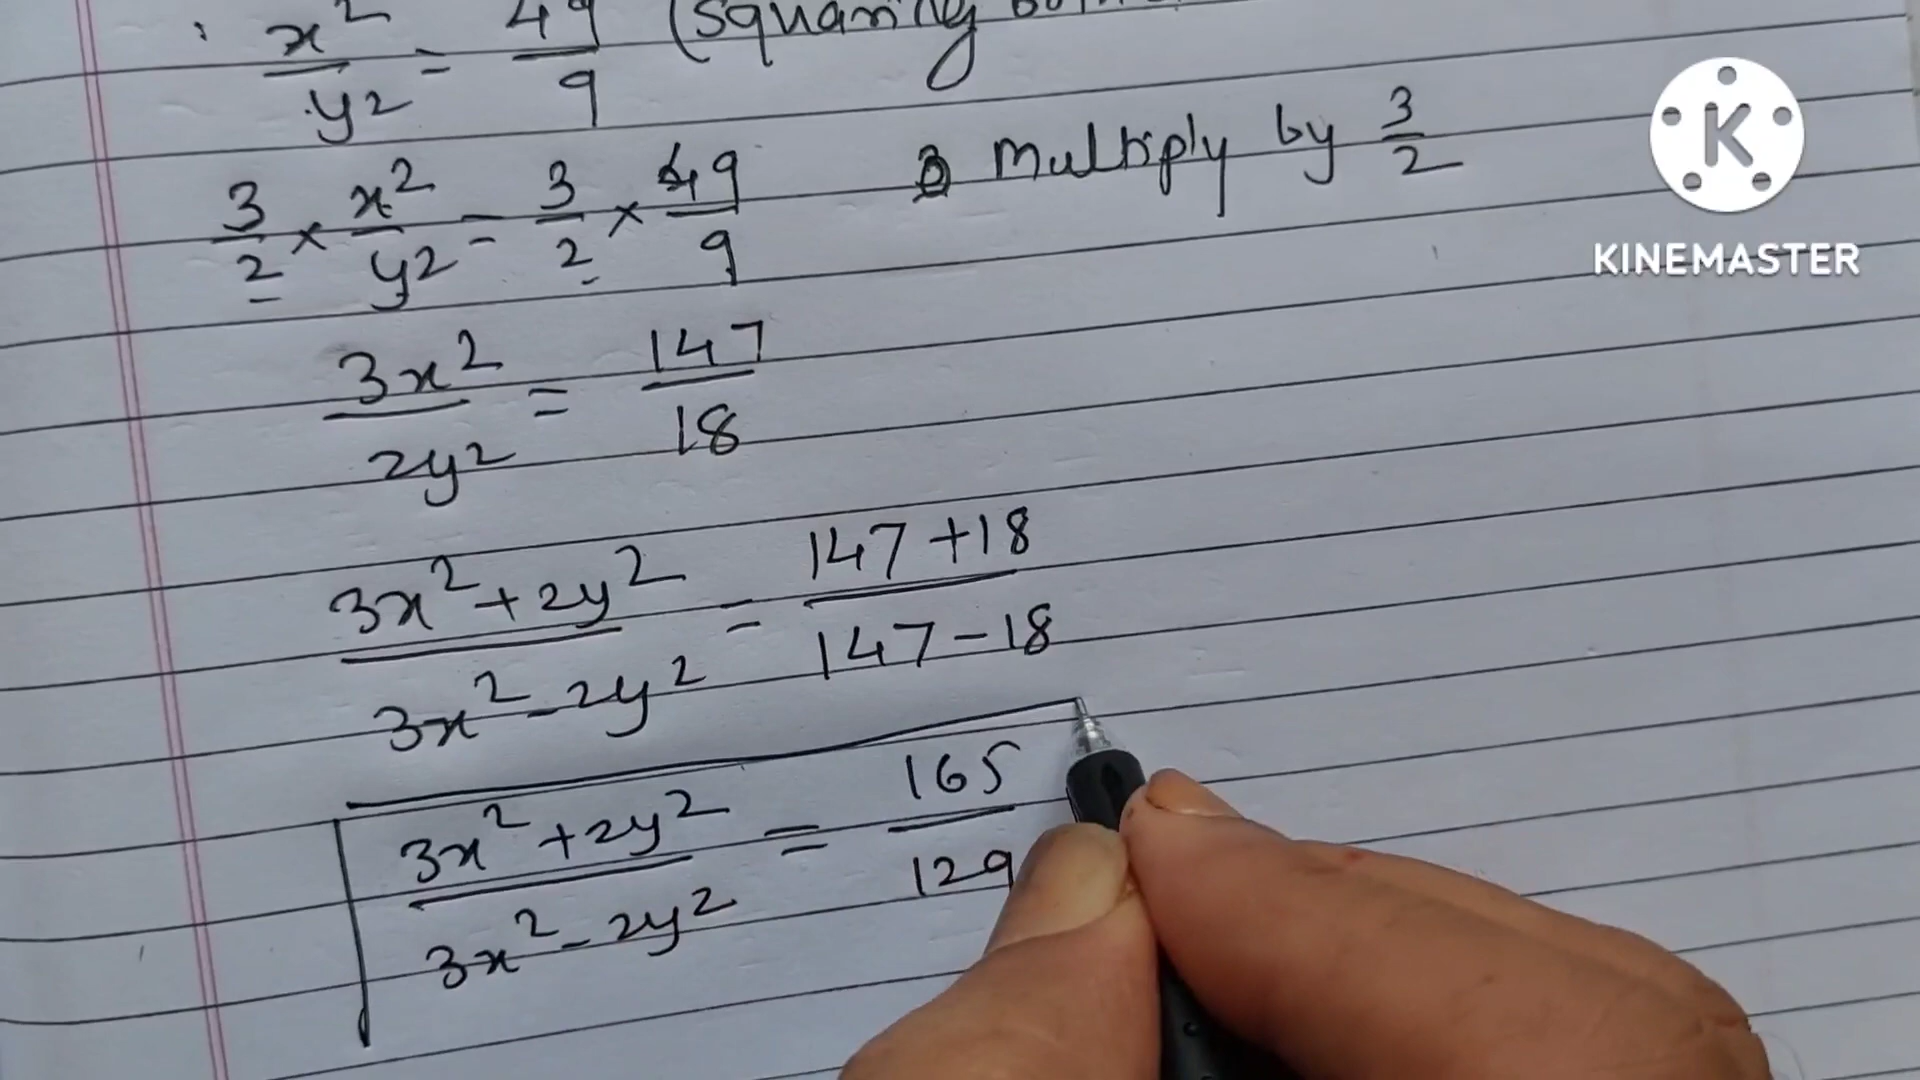 x²/y² = 49/9 (squaring
3/2 × x²/y² = 3/2 × 49/9 Multiply by 3/2
3x²/2y² = 147/18
3x²+2y²/3x²-2y² = 147+18/147-18
3x²+2y²/3x²-2y² = 165/129
K
KINEMASTER